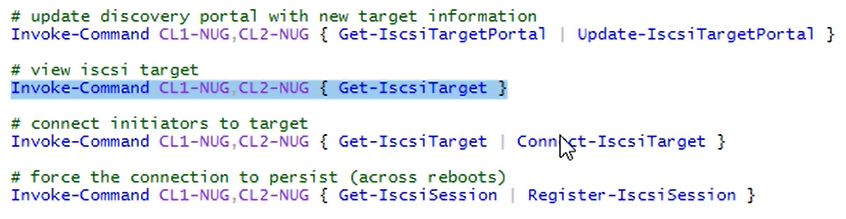 # update discovery portal with new target information
Invoke-Command CL1-NUG,CL2-NUG { Get-IscsiTargetPortal | Update-IscsiTargetPortal }
# view iscsi target
Invoke-Command CL1-NUG,CL2-NUG { Get-IscsiTarget }
# connect initiators to target
Invoke-Command CL1-NUG,CL2-NUG { Get-IscsiTarget | Connect-IscsiTarget }
# force the connection to persist (across reboots)
Invoke-Command CL1-NUG,CL2-NUG { Get-IscsiSession | Register-IscsiSession }